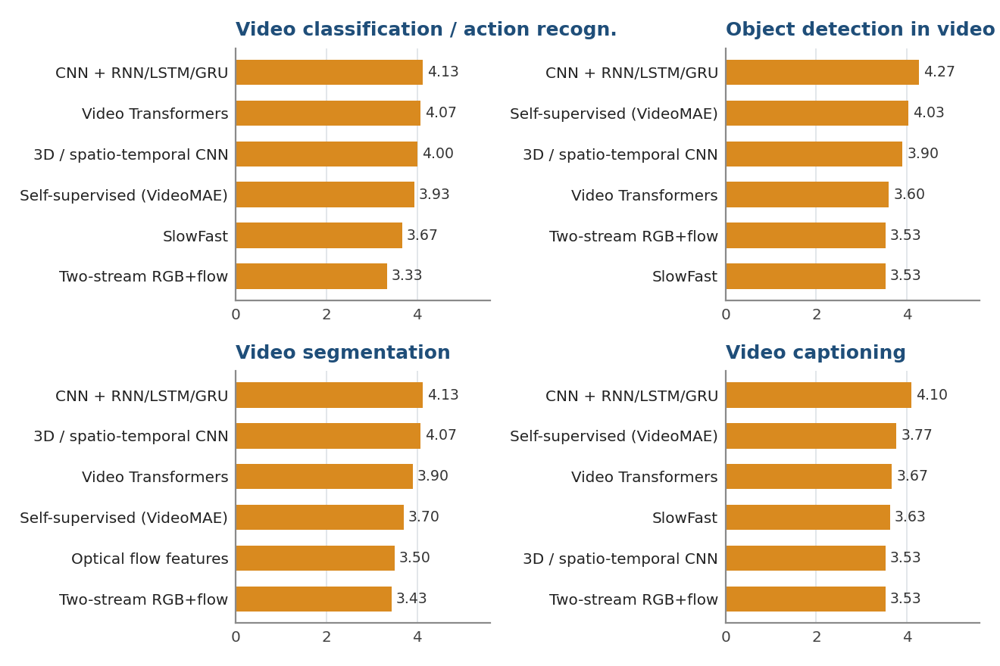 Video classification / action recogn.
CNN + RNN/LSTM/GRU 4.13
Video Transformers 4.07
3D / spatio-temporal CNN 4.00
Self-supervised (VideoMAE) 3.93
SlowFast 3.67
Two-stream RGB+flow 3.33
0 2 4
Object detection in video
CNN + RNN/LSTM/GRU 4.27
Self-supervised (VideoMAE) 4.03
3D / spatio-temporal CNN 3.90
Video Transformers 3.60
Two-stream RGB+flow 3.53
SlowFast 3.53
0 2 4
Video segmentation
CNN + RNN/LSTM/GRU 4.13
3D / spatio-temporal CNN 4.07
Video Transformers 3.90
Self-supervised (VideoMAE) 3.70
Optical flow features 3.50
Two-stream RGB+flow 3.43
0 2 4
Video captioning
CNN + RNN/LSTM/GRU 4.10
Self-supervised (VideoMAE) 3.77
Video Transformers 3.67
SlowFast 3.63
3D / spatio-temporal CNN 3.53
Two-stream RGB+flow 3.53
0 2 4